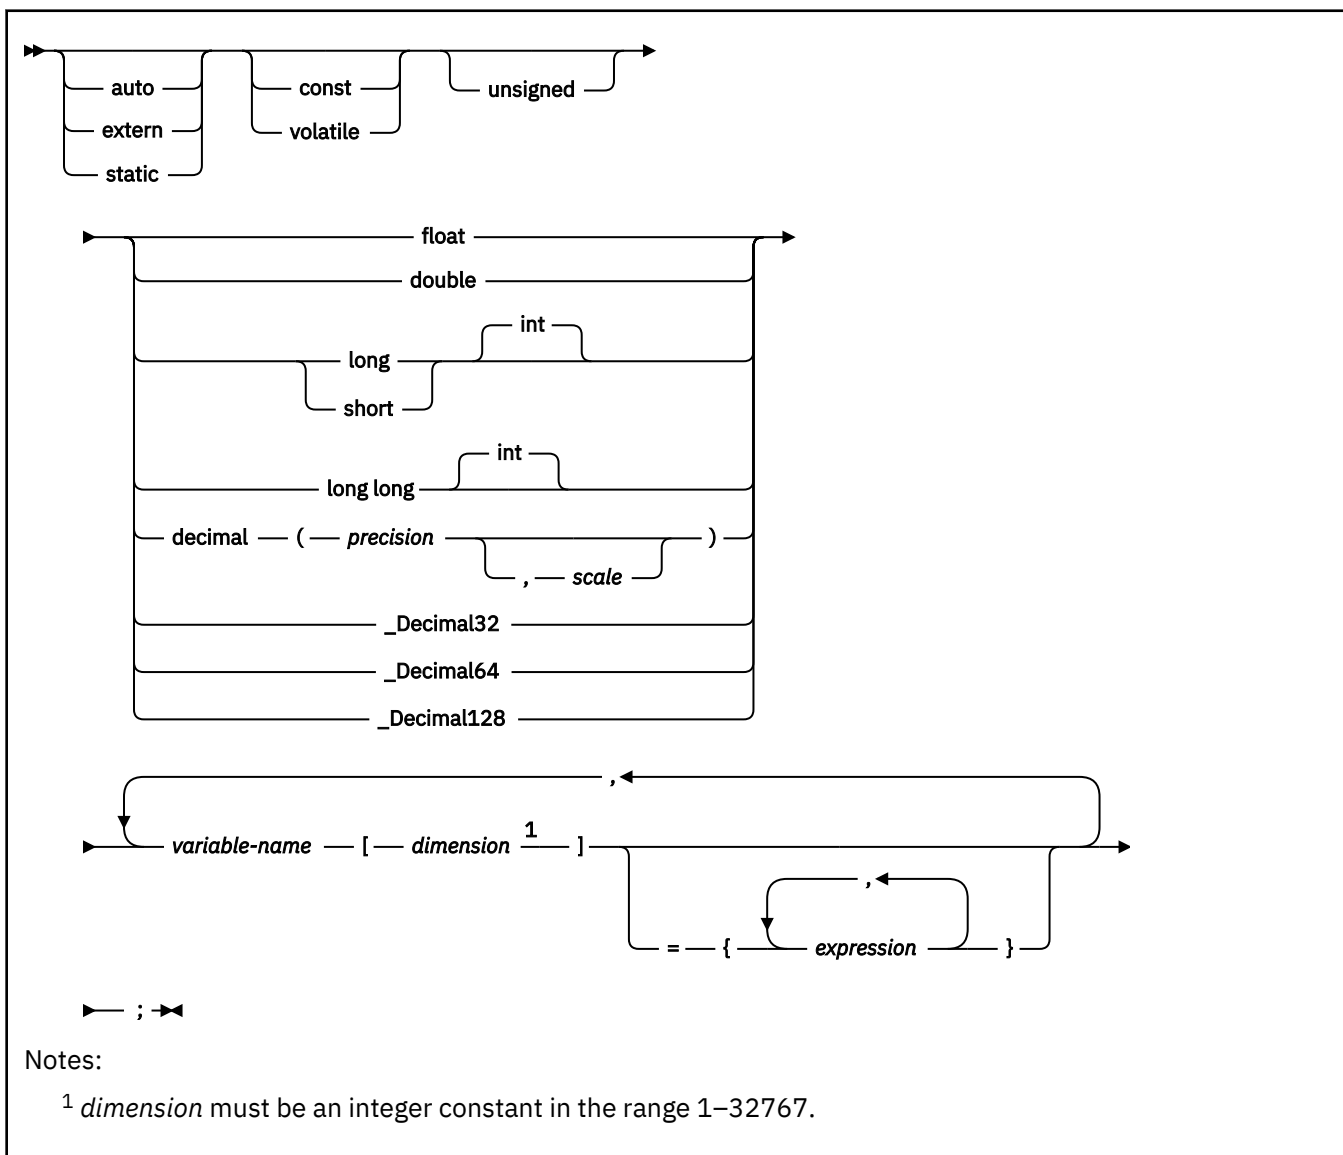 auto
const
unsigned
extern
volatile
static
float
double
int
long
short
int
long long
decimal ( precision )
, scale
_Decimal32
_Decimal64
_Decimal128
,
variable-name [ dimension 1 ]
,
= { expression }
;
Notes:
1 dimension must be an integer constant in the range 1–32767.